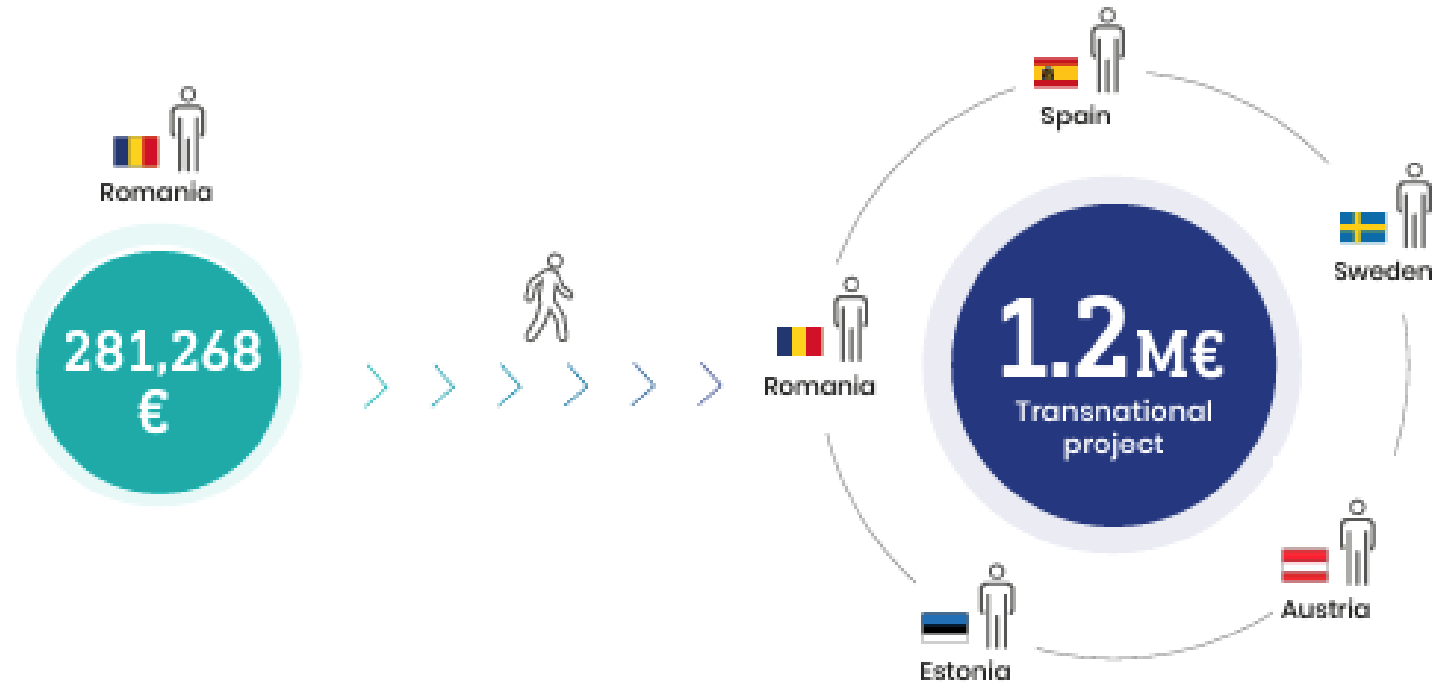 Romania
281,268
€
Spain
Sweden
Romania
1.2M€
Transnational
project
Austria
Estonia